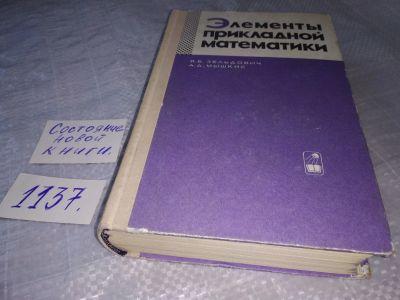 Элементы
прикладной
математики
Я.Б. ЗЕЛЬДОВИЧ
А.Д. МЫШКИС
Состояние
новой
книги.
1137.